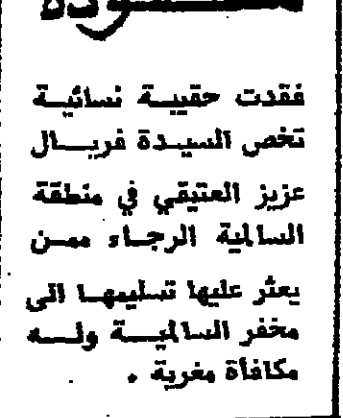 فقدت حقيبة نسائية
تخص السيدة فريال
عزيز العتيقي في منطقة
السالمية الرجاء ممن
يعثر عليها تسليمها الى
مخفر السالمية وله
مكافأة مغرية .